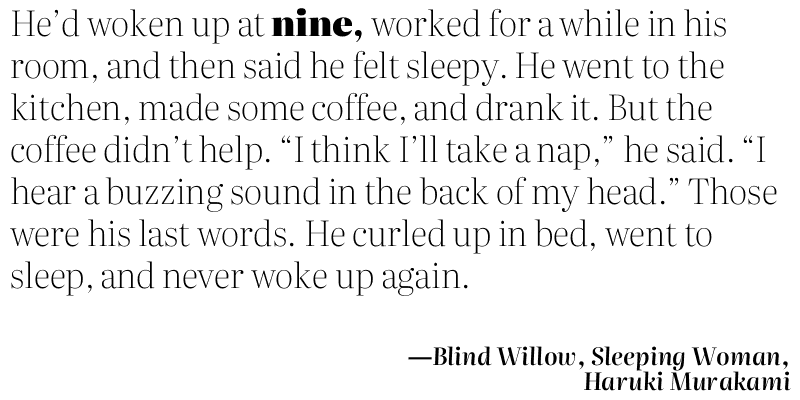 He’d woken up at nine, worked for a while in his
room, and then said he felt sleepy. He went to the
kitchen, made some coffee, and drank it. But the
coffee didn’t help. “I think I’ll take a nap,” he said. “I
hear a buzzing sound in the back of my head.” Those
were his last words. He curled up in bed, went to
sleep, and never woke up again.
—Blind Willow, Sleeping Woman,
Haruki Murakami